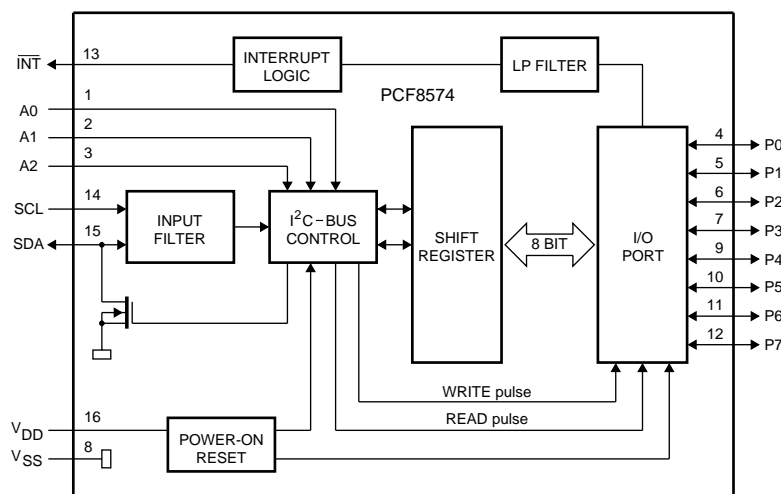 INT
13
INTERRUPT
LOGIC
LP FILTER
PCF8574
A0
1
A1
2
A2
3
SCL
14
SDA
15
INPUT
FILTER
I²C–BUS
CONTROL
SHIFT
REGISTER
8 BIT
I/O
PORT
4
P0
5
P1
6
P2
7
P3
9
P4
10
P5
11
P6
12
P7
WRITE pulse
READ pulse
VDD
16
VSS
8
POWER-ON
RESET